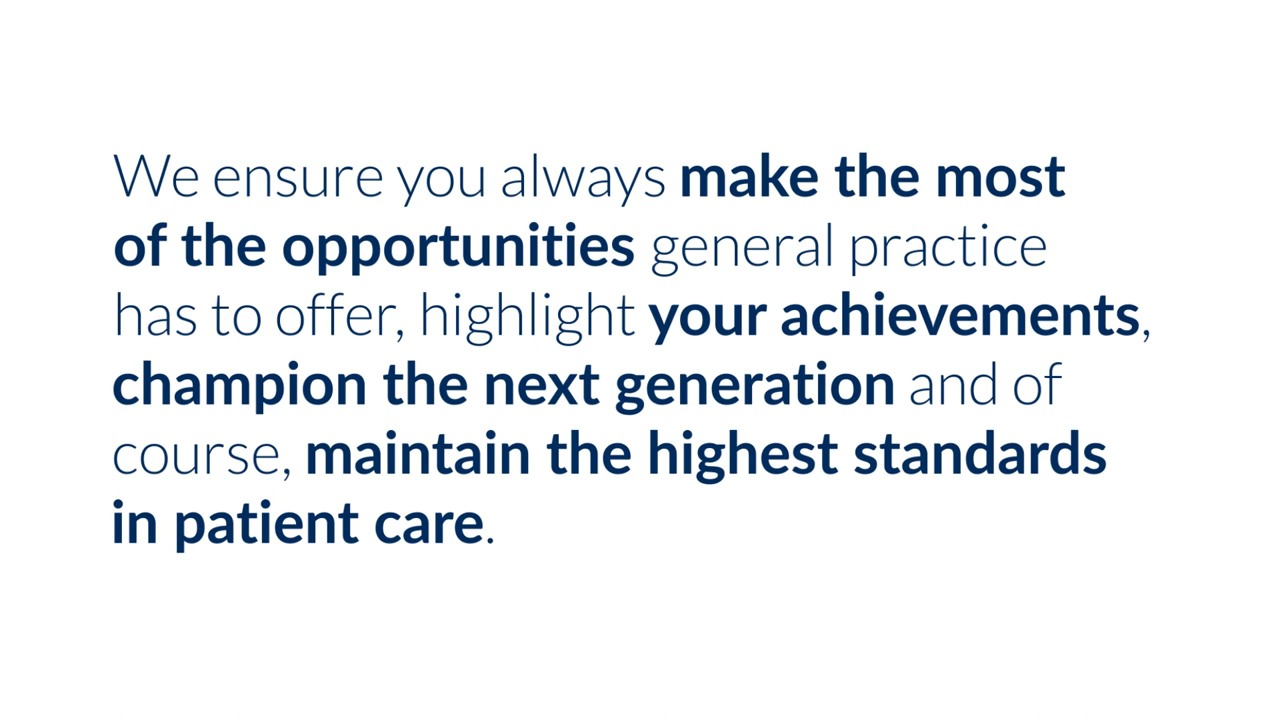 We ensure you always make the most
of the opportunities general practice
has to offer, highlight your achievements,
champion the next generation and of
course, maintain the highest standards
in patient care.